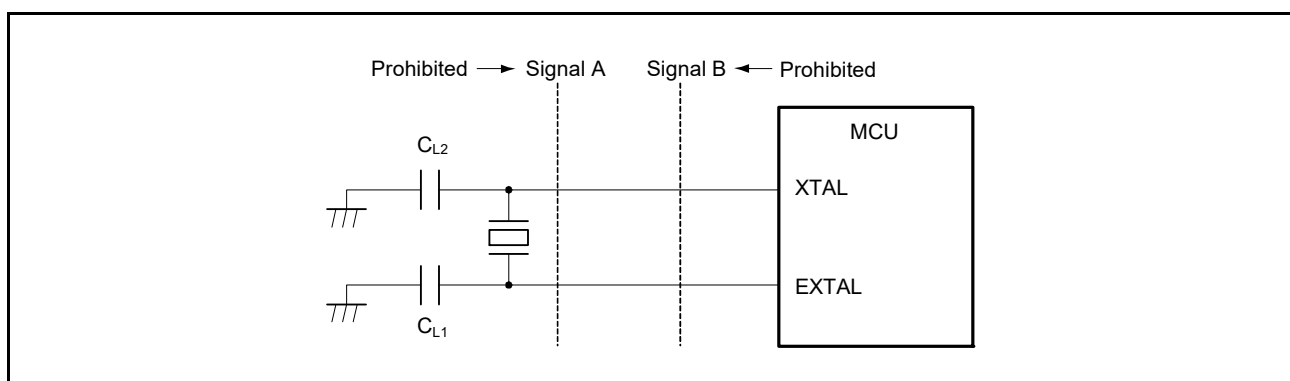 Prohibited → Signal A Signal B ← Prohibited
MCU
CL2
XTAL
EXTAL
CL1